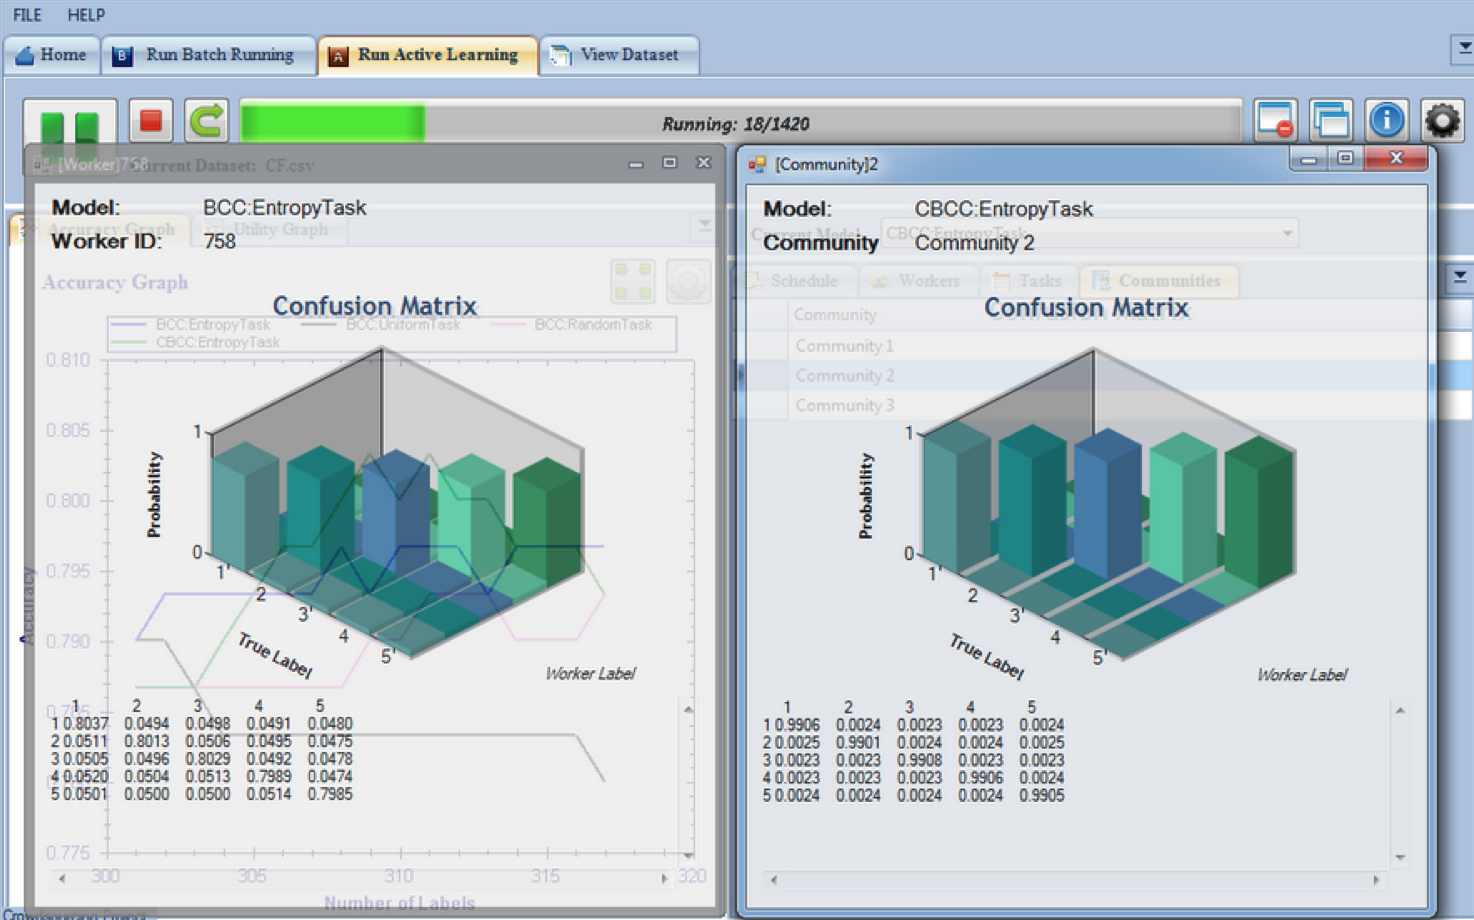 FILE HELP
Home Run Batch Running Run Active Learning View Dataset
Running: 18/1420
[Worker]758
Current Dataset: CF.csv
Model: BCC:EntropyTask
Worker ID: 758
Accuracy Graph Utility Graph
Accuracy Graph
Confusion Matrix
BCC:EntropyTask BCC:UniformTask BCC:RandomTask
CBCC:EntropyTask
0.810
0.805
0.800
0.795
0.790
0.775
Accuracy
Probability
1
0
1'
2
3'
4
5'
True Label
Worker Label
1 2 3 4 5
1 0.8037 0.0494 0.0498 0.0491 0.0480
2 0.0511 0.8013 0.0506 0.0495 0.0475
3 0.0505 0.0496 0.8029 0.0492 0.0478
4 0.0520 0.0504 0.0513 0.7989 0.0474
5 0.0501 0.0500 0.0500 0.0514 0.7985
300 305 310 315 320
Number of Labels
[Community]2
Model: CBCC:EntropyTask
Current Model CBCC:EntropyTask
Community Community 2
Schedule Workers Tasks Communities
Confusion Matrix
Community
Community 1
Community 2
Community 3
Probability
1
0
1'
2
3'
4
5'
True Label
Worker Label
1 2 3 4 5
1 0.9906 0.0024 0.0023 0.0023 0.0024
2 0.0025 0.9901 0.0024 0.0024 0.0025
3 0.0023 0.0023 0.9908 0.0023 0.0023
4 0.0023 0.0023 0.0023 0.9906 0.0024
5 0.0024 0.0024 0.0024 0.0024 0.9905